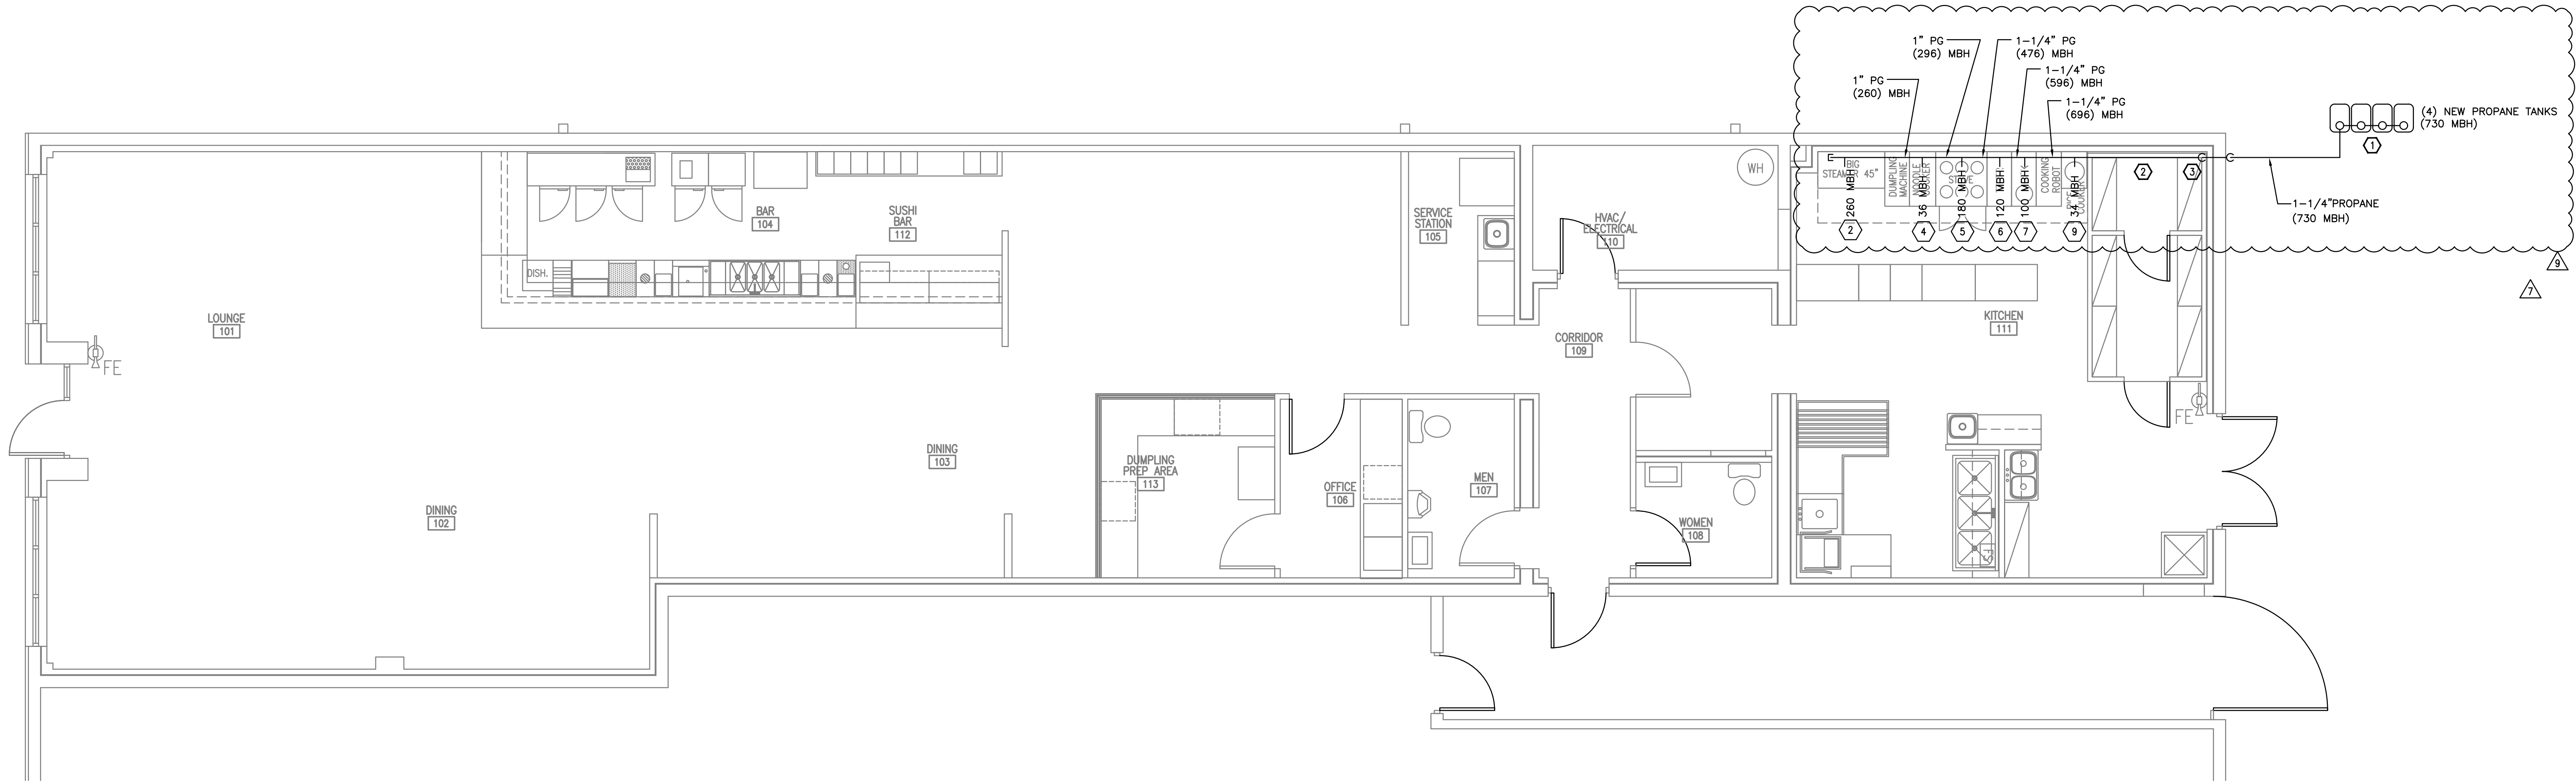 1" PG
(296) MBH
1-1/4" PG
(476) MBH
1" PG
(260) MBH
1-1/4" PG
(596) MBH
1-1/4" PG
(696) MBH
(4) NEW PROPANE TANKS
(730 MBH)
1
1-1/4"PROPANE
(730 MBH)
BIG
STEAMER 45"
DUMPLING
MACHINE
NOODLE
COOKER
STOVE
COOKING
ROBOT
RICE
COOKER
260 MBH
36 MBH
180 MBH
120 MBH
100 MBH
34 MBH
2
3
2
4
5
6
7
9
9
7
WH
BAR
104
SUSHI
BAR
112
SERVICE
STATION
105
HVAC/
ELECTRICAL
110
DISH.
LOUNGE
101
FE
CORRIDOR
109
KITCHEN
111
FE
DINING
103
DUMPLING
PREP AREA
113
OFFICE
106
MEN
107
DINING
102
WOMEN
108
FS